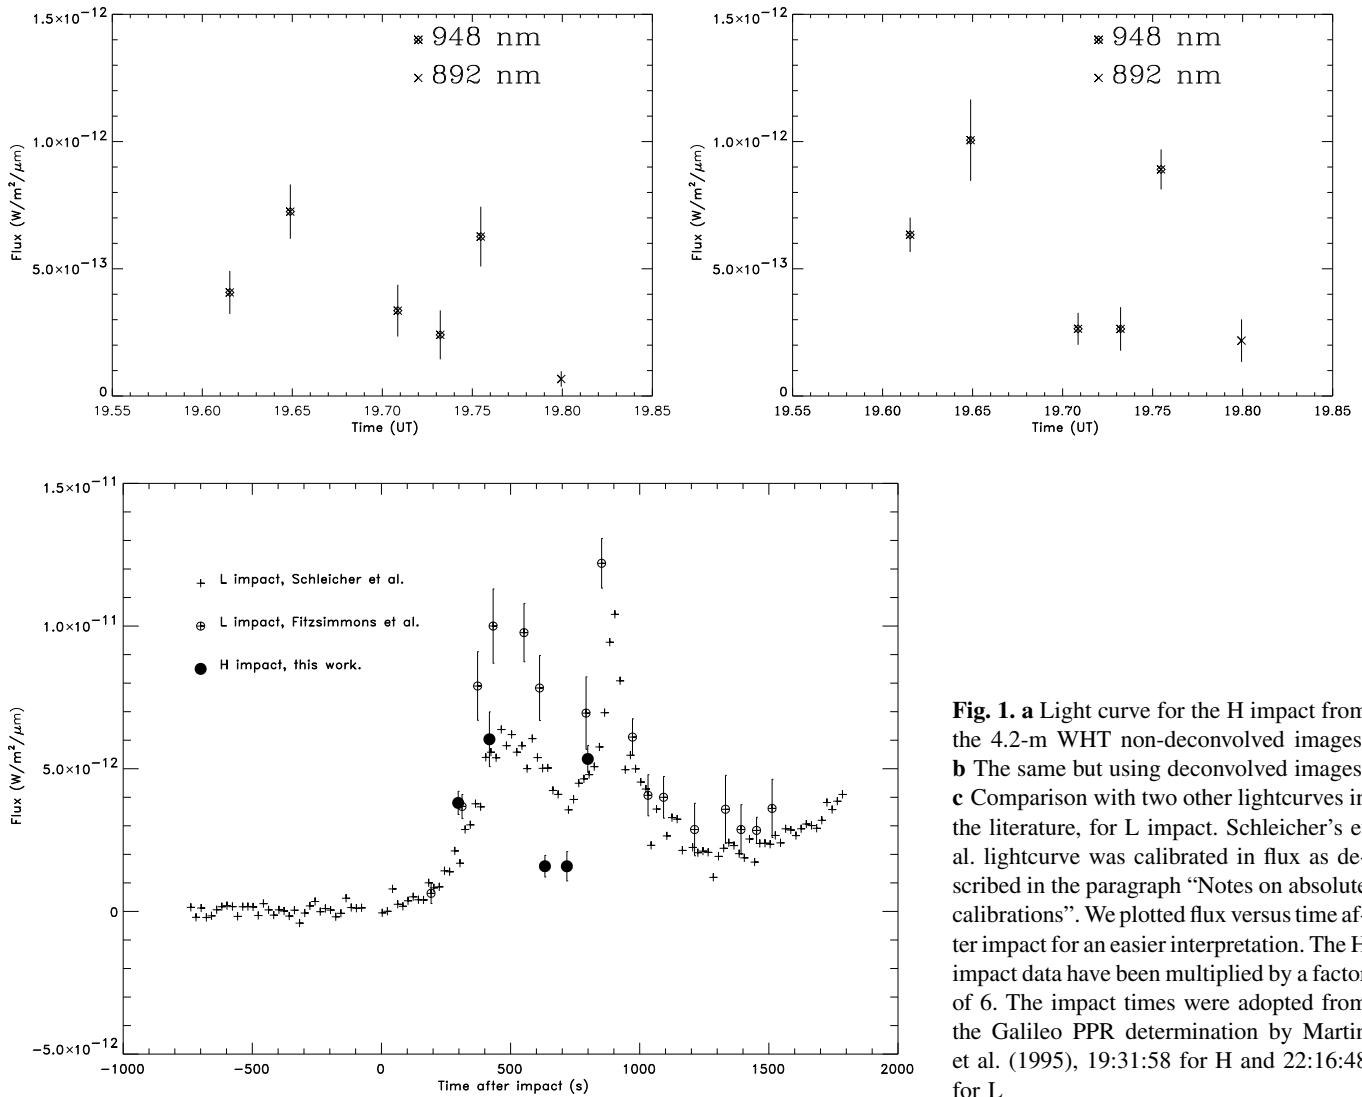 1.5×10⁻¹²
1.0×10⁻¹²
5.0×10⁻¹³
0
Flux (W/m²/μm)
⊗ 948 nm
× 892 nm
19.55 19.60 19.65 19.70 19.75 19.80 19.85
Time (UT)
1.5×10⁻¹²
1.0×10⁻¹²
5.0×10⁻¹³
0
Flux (W/m²/μm)
⊗ 948 nm
× 892 nm
19.55 19.60 19.65 19.70 19.75 19.80 19.85
Time (UT)
1.5×10⁻¹¹
1.0×10⁻¹¹
5.0×10⁻¹²
0
−5.0×10⁻¹²
Flux (W/m²/μm)
+ L impact, Schleicher et al.
⊕ L impact, Fitzsimmons et al.
● H impact, this work.
−1000 −500 0 500 1000 1500 2000
Time after impact (s)
Fig. 1. a Light curve for the H impact from
the 4.2-m WHT non-deconvolved images
b The same but using deconvolved images
c Comparison with two other lightcurves in
the literature, for L impact. Schleicher's et
al. lightcurve was calibrated in flux as de-
scribed in the paragraph “Notes on absolute
calibrations”. We plotted flux versus time af-
ter impact for an easier interpretation. The H
impact data have been multiplied by a factor
of 6. The impact times were adopted from
the Galileo PPR determination by Martin
et al. (1995), 19:31:58 for H and 22:16:48
for L